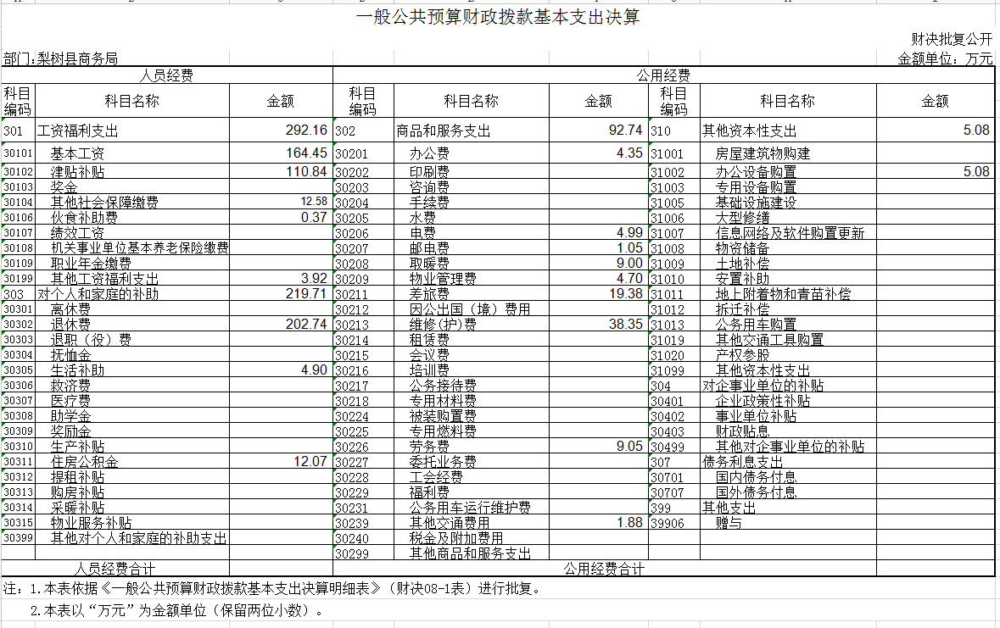 一般公共预算财政拨款基本支出决算
财决批复公开
部门:梨树县商务局 金额单位：万元
人员经费 公用经费
科目编码 科目名称 金额 科目编码 科目名称 金额 科目编码 科目名称 金额
301 工资福利支出 292.16 302 商品和服务支出 92.74 310 其他资本性支出 5.08
30101 基本工资 164.45 30201 办公费 4.35 31001 房屋建筑物购建
30102 津贴补贴 110.84 30202 印刷费 31002 办公设备购置 5.08
30103 奖金 30203 咨询费 31003 专用设备购置
30104 其他社会保障缴费 12.58 30204 手续费 31005 基础设施建设
30106 伙食补助费 0.37 30205 水费 31006 大型修缮
30107 绩效工资 30206 电费 4.99 31007 信息网络及软件购置更新
30108 机关事业单位基本养老保险缴费 30207 邮电费 1.05 31008 物资储备
30109 职业年金缴费 30208 取暖费 9.00 31009 土地补偿
30199 其他工资福利支出 3.92 30209 物业管理费 4.70 31010 安置补助
303 对个人和家庭的补助 219.71 30211 差旅费 19.38 31011 地上附着物和青苗补偿
30301 离休费 30212 因公出国（境）费用 31012 拆迁补偿
30302 退休费 202.74 30213 维修(护)费 38.35 31013 公务用车购置
30303 退职（役）费 30214 租赁费 31019 其他交通工具购置
30304 抚恤金 30215 会议费 31020 产权参股
30305 生活补助 4.90 30216 培训费 31099 其他资本性支出
30306 救济费 30217 公务接待费 304 对企事业单位的补贴
30307 医疗费 30218 专用材料费 30401 企业政策性补贴
30308 助学金 30224 被装购置费 30402 事业单位补贴
30309 奖励金 30225 专用燃料费 30403 财政贴息
30310 生产补贴 30226 劳务费 9.05 30499 其他对企事业单位的补贴
30311 住房公积金 12.07 30227 委托业务费 307 债务利息支出
30312 提租补贴 30228 工会经费 30701 国内债务付息
30313 购房补贴 30229 福利费 30707 国外债务付息
30314 采暖补贴 30231 公务用车运行维护费 399 其他支出
30315 物业服务补贴 30239 其他交通费用 1.88 39906 赠与
30399 其他对个人和家庭的补助支出 30240 税金及附加费用
30299 其他商品和服务支出
人员经费合计 公用经费合计
注：1.本表依据《一般公共预算财政拨款基本支出决算明细表》（财决08-1表）进行批复。
2.本表以“万元”为金额单位（保留两位小数）。